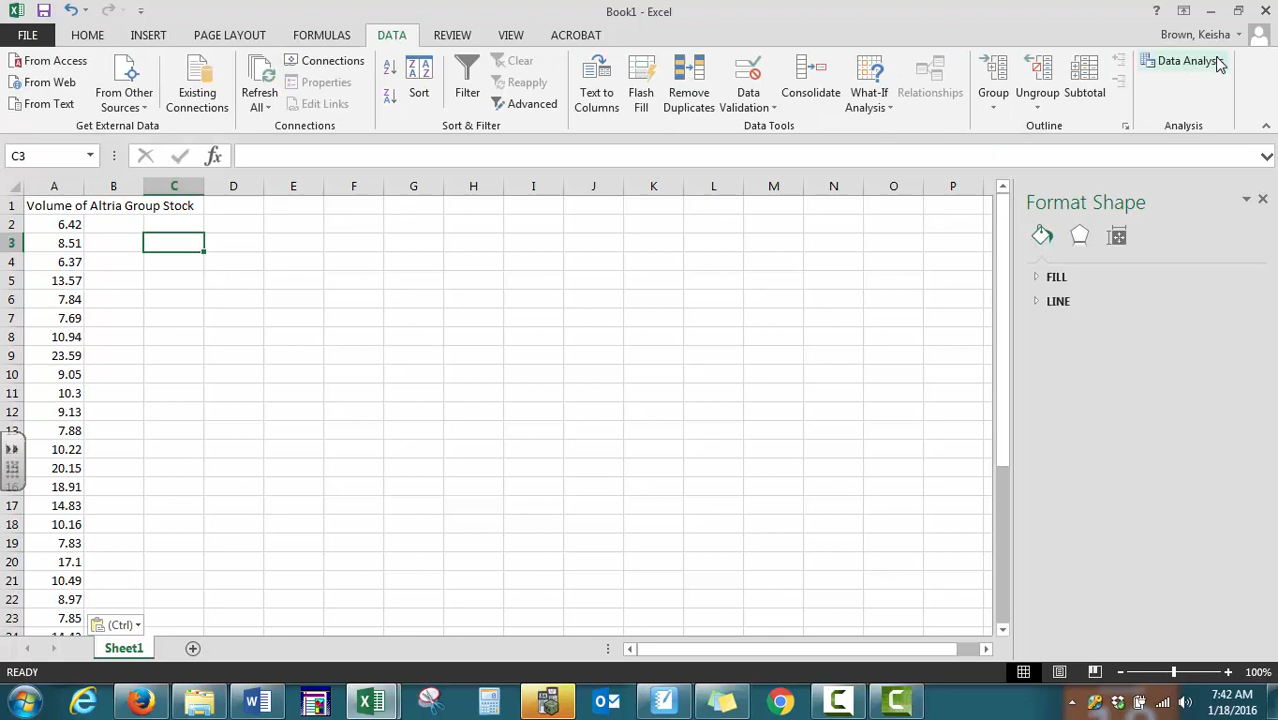 Book1 - Excel
FILE HOME INSERT PAGE LAYOUT FORMULAS DATA REVIEW VIEW ACROBAT
Brown, Keisha
From Access
From Web
From Text
From Other Sources
Existing Connections
Get External Data
Refresh All
Connections
Properties
Edit Links
Connections
Sort
Filter
Clear
Reapply
Advanced
Sort & Filter
Text to Columns
Flash Fill
Remove Duplicates
Data Validation
Consolidate
What-If Analysis
Relationships
Data Tools
Group
Ungroup
Subtotal
Outline
Data Analysis
Analysis
C3
fx
A B C D E F G H I J K L M N O P
1 Volume of Altria Group Stock
2 6.42
3 8.51
4 6.37
5 13.57
6 7.84
7 7.69
8 10.94
9 23.59
10 9.05
11 10.3
12 9.13
13 7.88
10.22
20.15
16 18.91
17 14.83
18 10.16
19 7.83
20 17.1
21 10.49
22 8.97
23 7.85
(Ctrl)
Format Shape
FILL
LINE
Sheet1
READY
100%
7:42 AM
1/18/2016